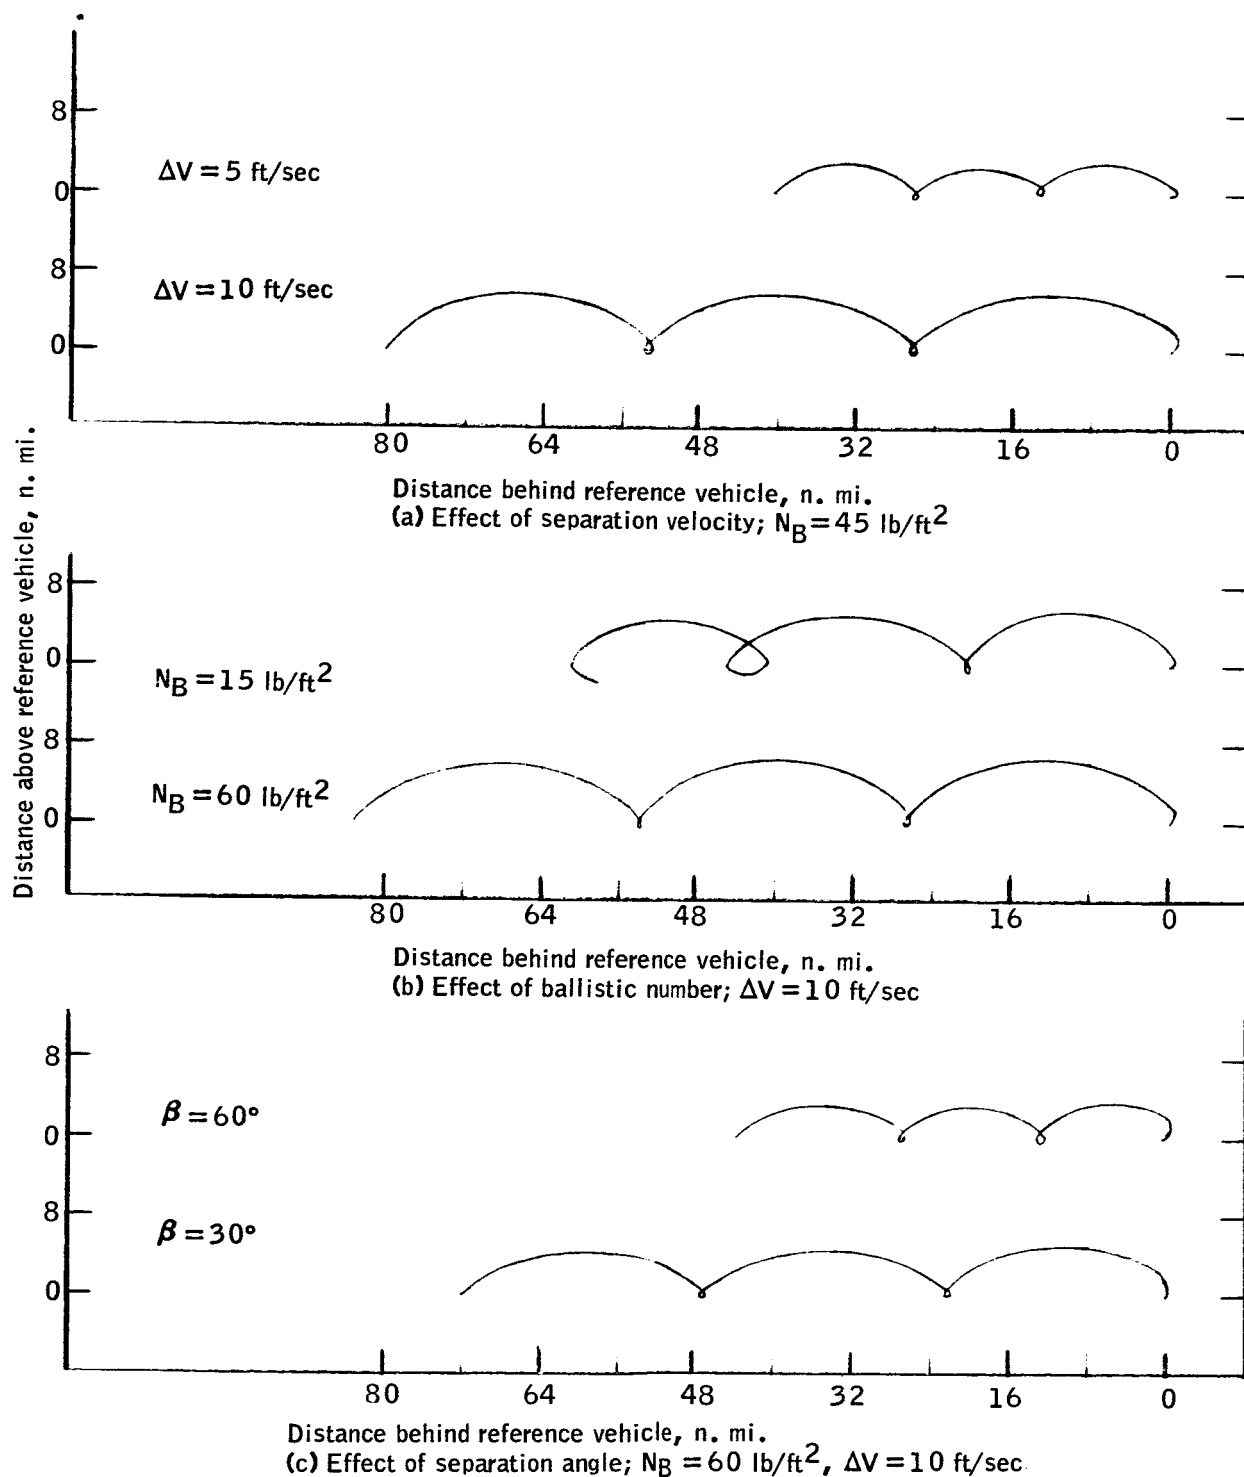 Distance above reference vehicle, n. mi.
8
ΔV = 5 ft/sec
0
8
ΔV = 10 ft/sec
0
80 64 48 32 16 0
Distance behind reference vehicle, n. mi.
(a) Effect of separation velocity; N_B = 45 lb/ft²
8
0
N_B = 15 lb/ft²
8
N_B = 60 lb/ft²
0
80 64 48 32 16 0
Distance behind reference vehicle, n. mi.
(b) Effect of ballistic number; ΔV = 10 ft/sec
8
β = 60°
0
8
β = 30°
0
80 64 48 32 16 0
Distance behind reference vehicle, n. mi.
(c) Effect of separation angle; N_B = 60 lb/ft², ΔV = 10 ft/sec